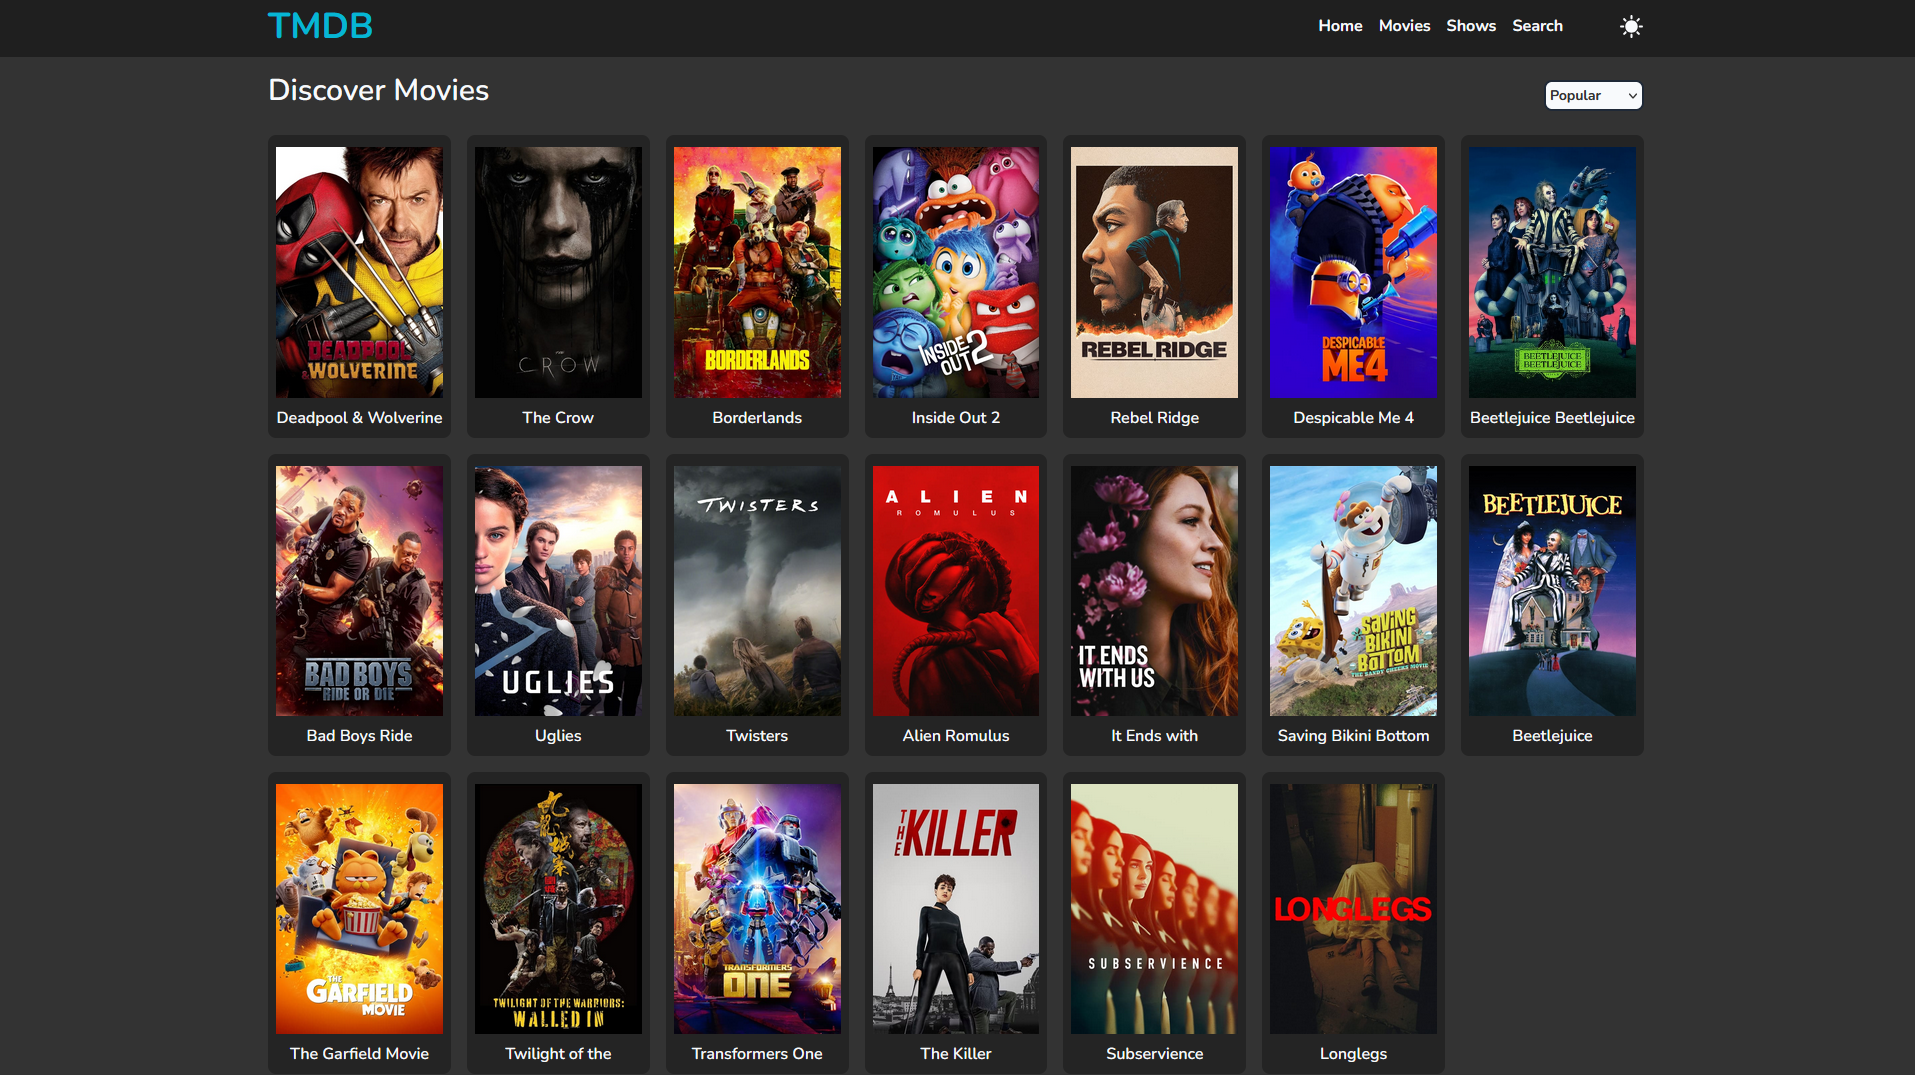 TMDB
Home Movies Shows Search
Discover Movies
Popular
DEADPOOL
& WOLVERINE
Deadpool & Wolverine
THE
CROW
The Crow
BORDERLANDS
Borderlands
INSIDE
OUT 2
Inside Out 2
REBEL RIDGE
Rebel Ridge
DESPICABLE
ME4
Despicable Me 4
BEETLEJUICE
BEETLEJUICE
Beetlejuice Beetlejuice
BAD BOYS
RIDE OR DIE
Bad Boys Ride
UGLIES
Uglies
TWISTERS
Twisters
ALIEN
ROMULUS
Alien Romulus
IT ENDS
WITH US
It Ends with
SAVING
BIKINI
BOTTOM
THE SANDY CHEEKS MOVIE
Saving Bikini Bottom
BEETLEJUICE
Beetlejuice
THE
GARFIELD
MOVIE
The Garfield Movie
TWILIGHT OF THE WARRIORS:
WALLED IN
Twilight of the
TRANSFORMERS
ONE
Transformers One
THE KILLER
The Killer
SUBSERVIENCE
Subservience
LONGLEGS
Longlegs